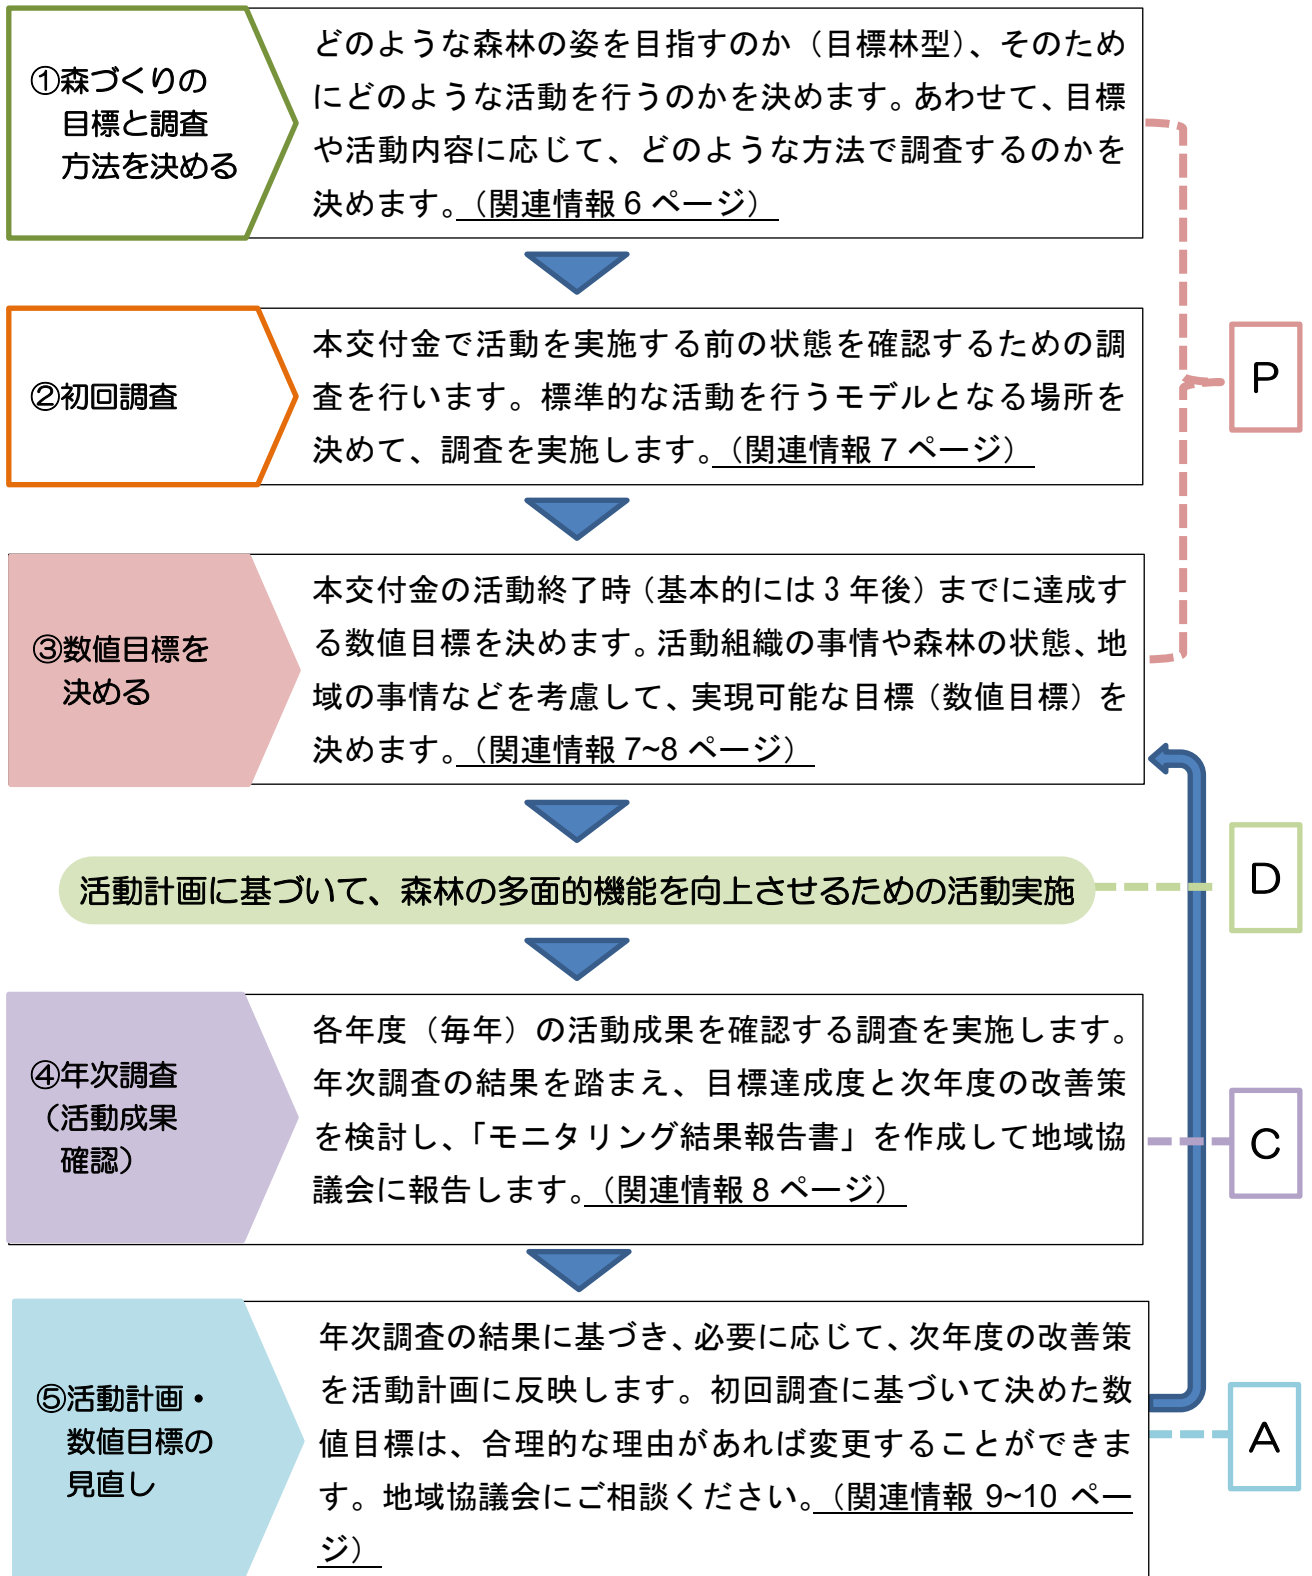 ①森づくりの
目標と調査
方法を決める
どのような森林の姿を目指すのか（目標林型）、そのため
にどのような活動を行うのかを決めます。あわせて、目標
や活動内容に応じて、どのような方法で調査するのかを
決めます。（関連情報 6 ページ）
②初回調査
本交付金で活動を実施する前の状態を確認するための調
査を行います。標準的な活動を行うモデルとなる場所を
決めて、調査を実施します。（関連情報 7 ページ）
P
③数値目標を
決める
本交付金の活動終了時（基本的には 3 年後）までに達成す
る数値目標を決めます。活動組織の事情や森林の状態、地
域の事情などを考慮して、実現可能な目標（数値目標）を
決めます。（関連情報 7~8 ページ）
活動計画に基づいて、森林の多面的機能を向上させるための活動実施
D
④年次調査
（活動成果
確認）
各年度（毎年）の活動成果を確認する調査を実施します。
年次調査の結果を踏まえ、目標達成度と次年度の改善策
を検討し、「モニタリング結果報告書」を作成して地域協
議会に報告します。（関連情報 8 ページ）
C
⑤活動計画・
数値目標の
見直し
年次調査の結果に基づき、必要に応じて、次年度の改善策
を活動計画に反映します。初回調査に基づいて決めた数
値目標は、合理的な理由があれば変更することができま
す。地域協議会にご相談ください。（関連情報 9~10 ペー
ジ）
A